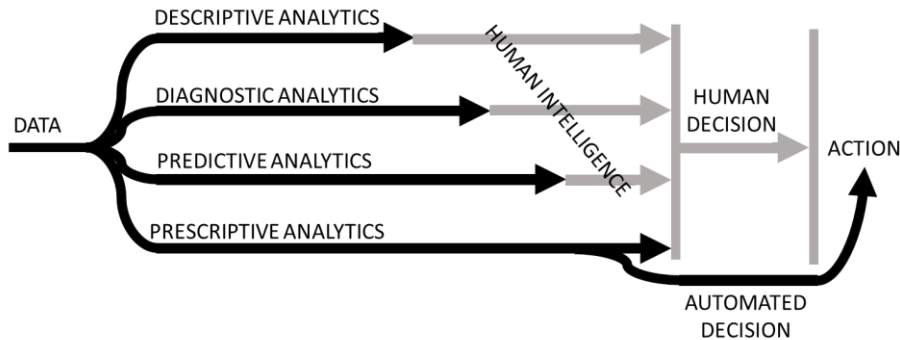 DESCRIPTIVE ANALYTICS
HUMAN INTELLIGENCE
DIAGNOSTIC ANALYTICS
DATA
HUMAN
DECISION
PREDICTIVE ANALYTICS
ACTION
PRESCRIPTIVE ANALYTICS
AUTOMATED
DECISION